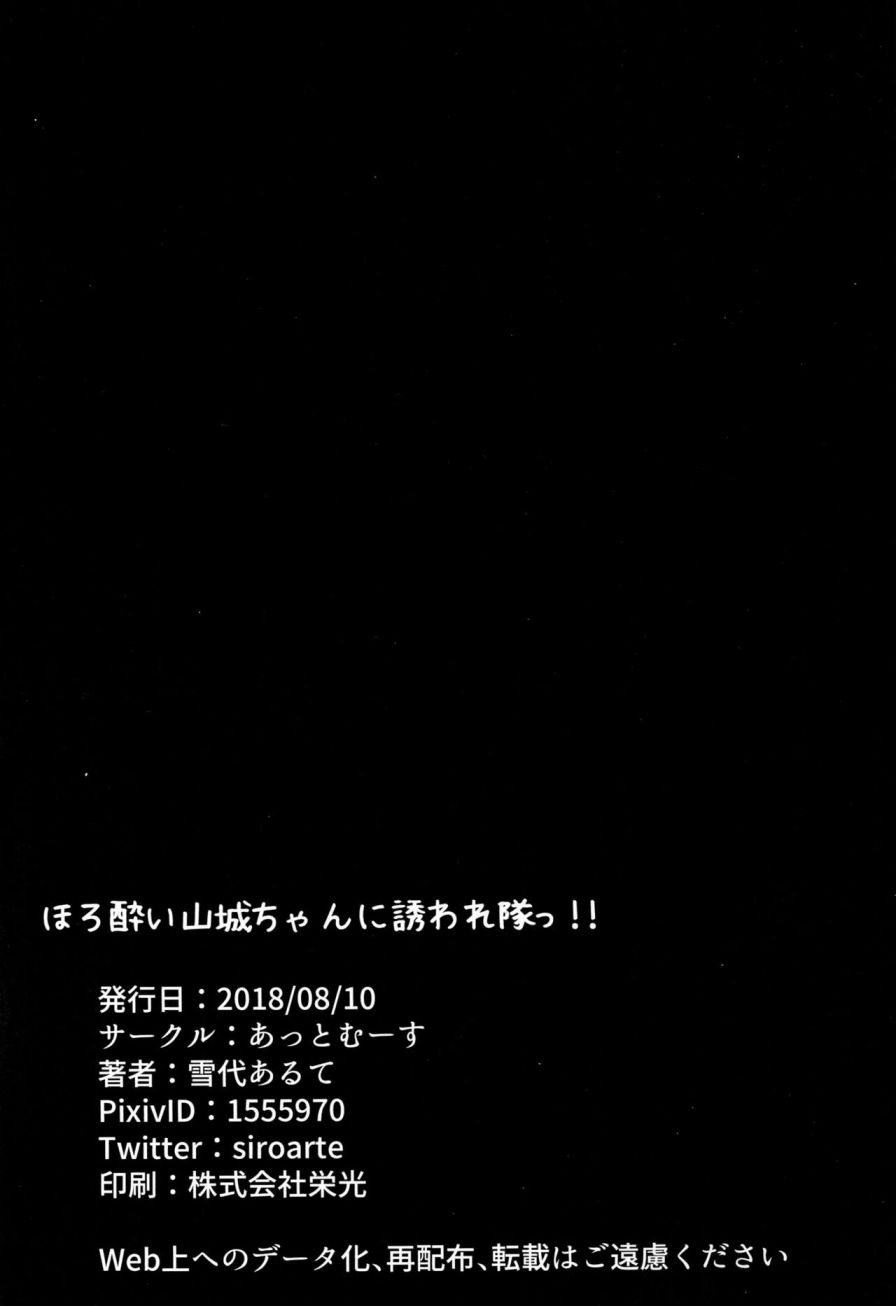 ほろ酔い山城ちゃんに誘われ隊っ!!
発行日：2018/08/10
サークル：あっとむーす
著者：雪代あるて
PixivID：1555970
Twitter：siroarte
印刷：株式会社栄光
Web上へのデータ化、再配布、転載はご遠慮ください